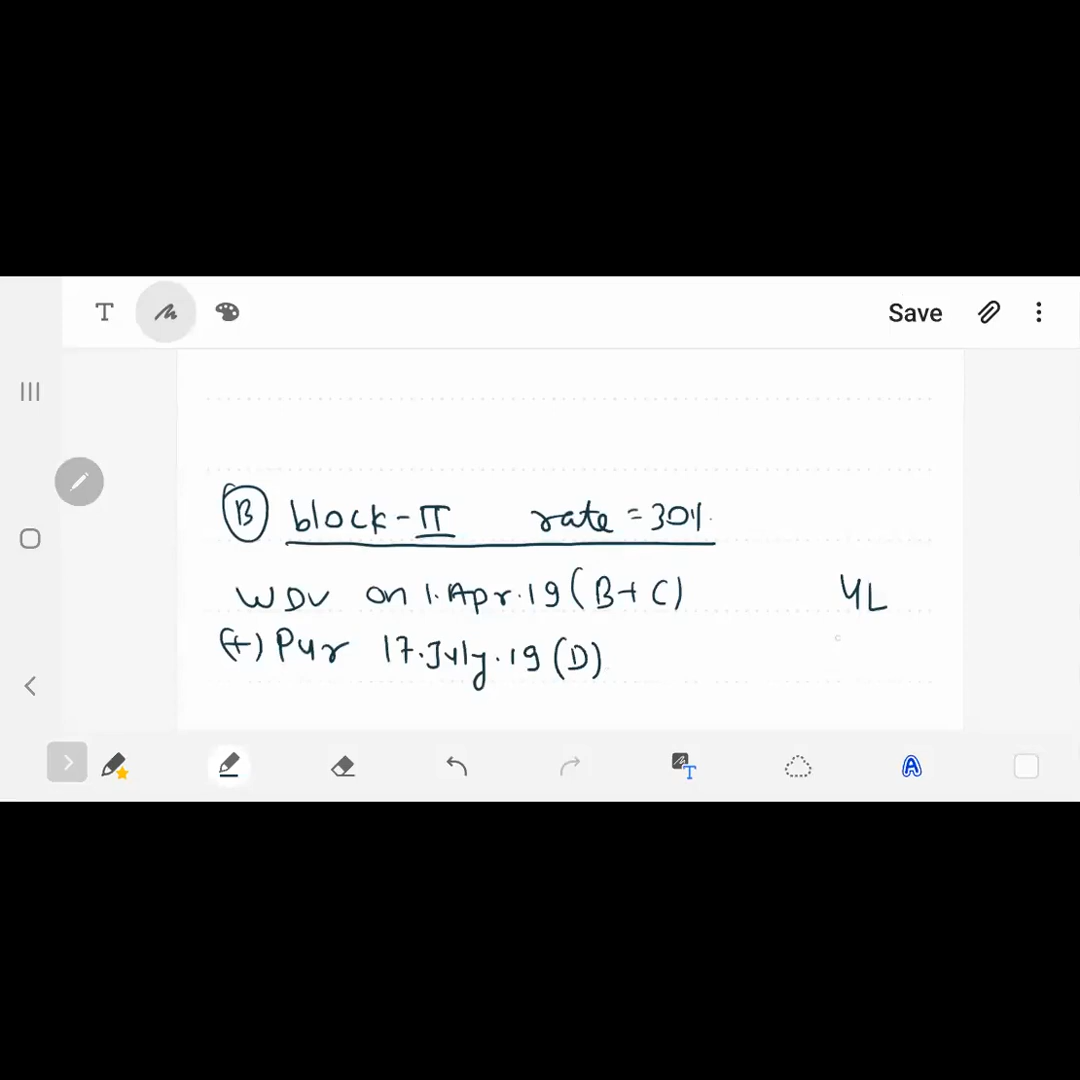 T Save
(B) block-II rate = 30%.
WDV on 1.Apr.19 (B+C) 4L
(+) Pur 17.July.19 (D)
T A